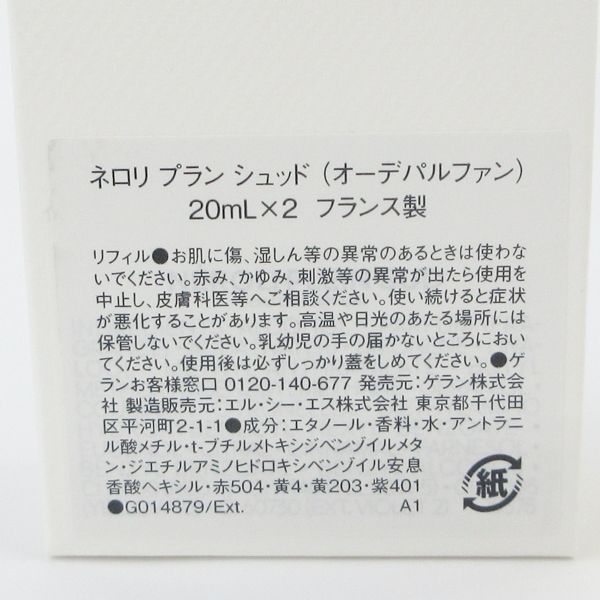 ネロリ プラン シュッド (オーデパルファン)
20mL×2 フランス製
リフィル●お肌に傷、湿しん等の異常のあるときは使わな
いでください。赤み、かゆみ、刺激等の異常が出たら使用を
中止し、皮膚科医等へご相談ください。使い続けると症状
が悪化することがあります。高温や日光のあたる場所には
保管しないでください。乳幼児の手の届かないところにおい
てください。使用後は必ずしっかり蓋をしめてください。●ゲ
ランお客様窓口 0120-140-677 発売元:ゲラン株式会
社 製造販売元:エル・シー・エス株式会社 東京都千代田
区平河町2-1-1●成分:エタノール・香料・水・アントラニ
ル酸メチル・t-ブチルメトキシジベンゾイルメタ
ン・ジエチルアミノヒドロキシベンゾイル安息
香酸ヘキシル・赤504・黄4・黄203・紫401
●G014879/Ext. A1
紙